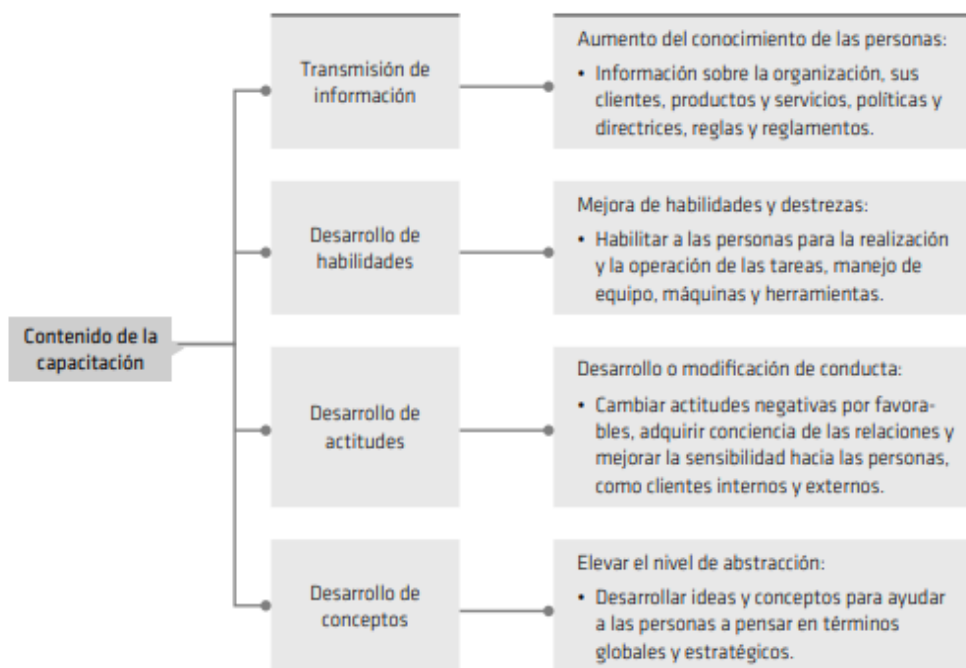 Contenido de la
capacitación
Transmisión de
información
Aumento del conocimiento de las personas:
• Información sobre la organización, sus
clientes, productos y servicios, políticas y
directrices, reglas y reglamentos.
Desarrollo de
habilidades
Mejora de habilidades y destrezas:
• Habilitar a las personas para la realización
y la operación de las tareas, manejo de
equipo, máquinas y herramientas.
Desarrollo de
actitudes
Desarrollo o modificación de conducta:
• Cambiar actitudes negativas por favora-
bles, adquirir conciencia de las relaciones y
mejorar la sensibilidad hacia las personas,
como clientes internos y externos.
Desarrollo de
conceptos
Elevar el nivel de abstracción:
• Desarrollar ideas y conceptos para ayudar
a las personas a pensar en términos
globales y estratégicos.